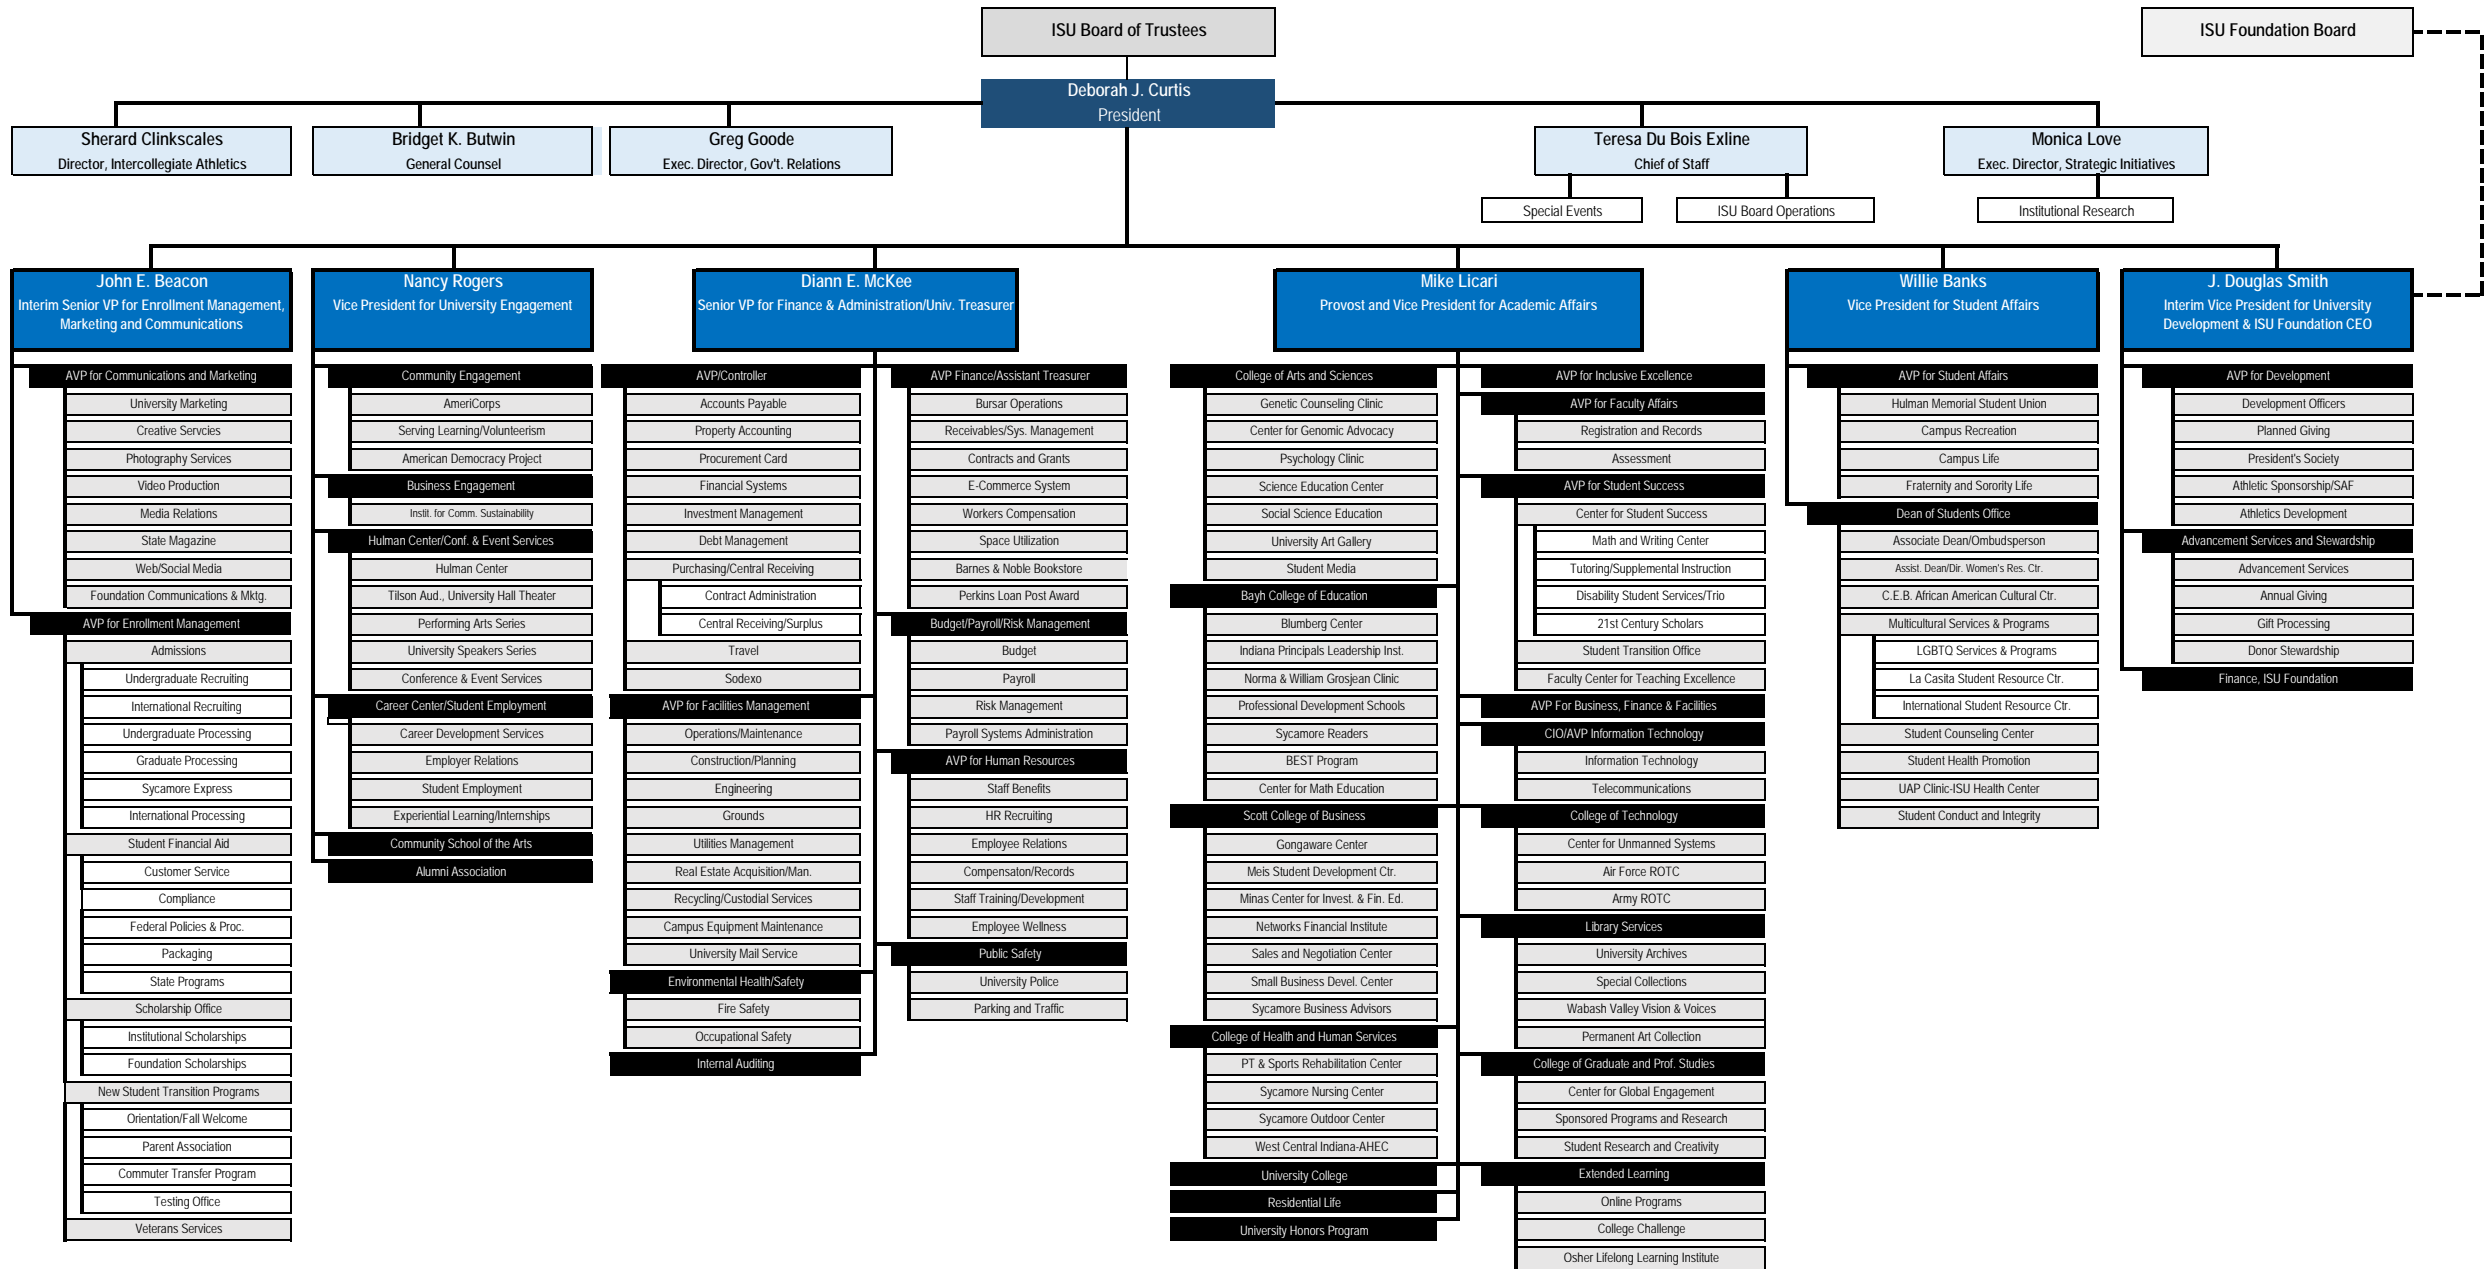 ISU Board of Trustees
ISU Foundation Board
Deborah J. Curtis
President
Sherard Clinkscales
Director, Intercollegiate Athletics
Bridget K. Butwin
General Counsel
Greg Goode
Exec. Director, Gov't. Relations
Teresa Du Bois Exline
Chief of Staff
Monica Love
Exec. Director, Strategic Initiatives
Special Events
ISU Board Operations
Institutional Research
John E. Beacon
Interim Senior VP for Enrollment Management,
Marketing and Communications
AVP for Communications and Marketing
University Marketing
Creative Servcies
Photography Services
Video Production
Media Relations
State Magazine
Web/Social Media
Foundation Communications & Mktg.
AVP for Enrollment Management
Admissions
Undergraduate Recruiting
International Recruiting
Undergraduate Processing
Graduate Processing
Sycamore Express
International Processing
Student Financial Aid
Customer Service
Compliance
Federal Policies & Proc.
Packaging
State Programs
Scholarship Office
Institutional Scholarships
Foundation Scholarships
New Student Transition Programs
Orientation/Fall Welcome
Parent Association
Commuter Transfer Program
Testing Office
Veterans Services
Nancy Rogers
Vice President for University Engagement
Community Engagement
AmeriCorps
Serving Learning/Volunteerism
American Democracy Project
Business Engagement
Instit. for Comm. Sustainability
Hulman Center/Conf. & Event Services
Hulman Center
Tilson Aud., University Hall Theater
Performing Arts Series
University Speakers Series
Conference & Event Services
Career Center/Student Employment
Career Development Services
Employer Relations
Student Employment
Experiential Learning/Internships
Community School of the Arts
Alumni Association
Diann E. McKee
Senior VP for Finance & Administration/Univ. Treasurer
AVP/Controller
Accounts Payable
Property Accounting
Procurement Card
Financial Systems
Investment Management
Debt Management
Purchasing/Central Receiving
Contract Administration
Central Receiving/Surplus
Travel
Sodexo
AVP for Facilities Management
Operations/Maintenance
Construction/Planning
Engineering
Grounds
Utilities Management
Real Estate Acquisition/Man.
Recycling/Custodial Services
Campus Equipment Maintenance
University Mail Service
Environmental Health/Safety
Fire Safety
Occupational Safety
Internal Auditing
AVP Finance/Assistant Treasurer
Bursar Operations
Receivables/Sys. Management
Contracts and Grants
E-Commerce System
Workers Compensation
Space Utilization
Barnes & Noble Bookstore
Perkins Loan Post Award
Budget/Payroll/Risk Management
Budget
Payroll
Risk Management
Payroll Systems Administration
AVP for Human Resources
Staff Benefits
HR Recruiting
Employee Relations
Compensaton/Records
Staff Training/Development
Employee Wellness
Public Safety
University Police
Parking and Traffic
Mike Licari
Provost and Vice President for Academic Affairs
College of Arts and Sciences
Genetic Counseling Clinic
Center for Genomic Advocacy
Psychology Clinic
Science Education Center
Social Science Education
University Art Gallery
Student Media
Bayh College of Education
Blumberg Center
Indiana Principals Leadership Inst.
Norma & William Grosjean Clinic
Professional Development Schools
Sycamore Readers
BEST Program
Center for Math Education
Scott College of Business
Gongaware Center
Meis Student Development Ctr.
Minas Center for Invest. & Fin. Ed.
Networks Financial Institute
Sales and Negotiation Center
Small Business Devel. Center
Sycamore Business Advisors
College of Health and Human Services
PT & Sports Rehabilitation Center
Sycamore Nursing Center
Sycamore Outdoor Center
West Central Indiana-AHEC
University College
Residential Life
University Honors Program
AVP for Inclusive Excellence
AVP for Faculty Affairs
Registration and Records
Assessment
AVP for Student Success
Center for Student Success
Math and Writing Center
Tutoring/Supplemental Instruction
Disability Student Services/Trio
21st Century Scholars
Student Transition Office
Faculty Center for Teaching Excellence
AVP For Business, Finance & Facilities
CIO/AVP Information Technology
Information Technology
Telecommunications
College of Technology
Center for Unmanned Systems
Air Force ROTC
Army ROTC
Library Services
University Archives
Special Collections
Wabash Valley Vision & Voices
Permanent Art Collection
College of Graduate and Prof. Studies
Center for Global Engagement
Sponsored Programs and Research
Student Research and Creativity
Extended Learning
Online Programs
College Challenge
Osher Lifelong Learning Institute
Willie Banks
Vice President for Student Affairs
AVP for Student Affairs
Hulman Memorial Student Union
Campus Recreation
Campus Life
Fraternity and Sorority Life
Dean of Students Office
Associate Dean/Ombudsperson
Assist. Dean/Dir. Women's Res. Ctr.
C.E.B. African American Cultural Ctr.
Multicultural Services & Programs
LGBTQ Services & Programs
La Casita Student Resource Ctr.
International Student Resource Ctr.
Student Counseling Center
Student Health Promotion
UAP Clinic-ISU Health Center
Student Conduct and Integrity
J. Douglas Smith
Interim Vice President for University
Development & ISU Foundation CEO
AVP for Development
Development Officers
Planned Giving
President's Society
Athletic Sponsorship/SAF
Athletics Development
Advancement Services and Stewardship
Advancement Services
Annual Giving
Gift Processing
Donor Stewardship
Finance, ISU Foundation